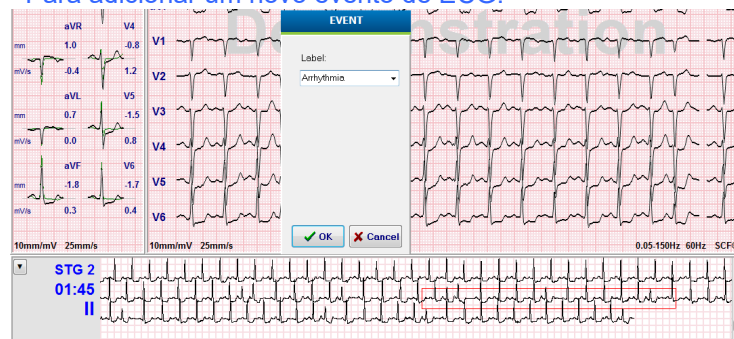 Para adicionar um novo evento de ECG:
aVR V4
mm 1.0 -0.8
mV/s -0.4 1.2
aVL V5
mm 0.7 -1.5
mV/s 0.0 0.8
aVF V6
mm -1.8 -1.7
mV/s 0.3 0.4
10mm/mV 25mm/s
V1
V2
V3
V4
V5
V6
10mm/mV 25mm/s
EVENT
Label:
Arrhythmia
OK Cancel
0.05-150Hz 60Hz SCF
STG 2
01:45
II